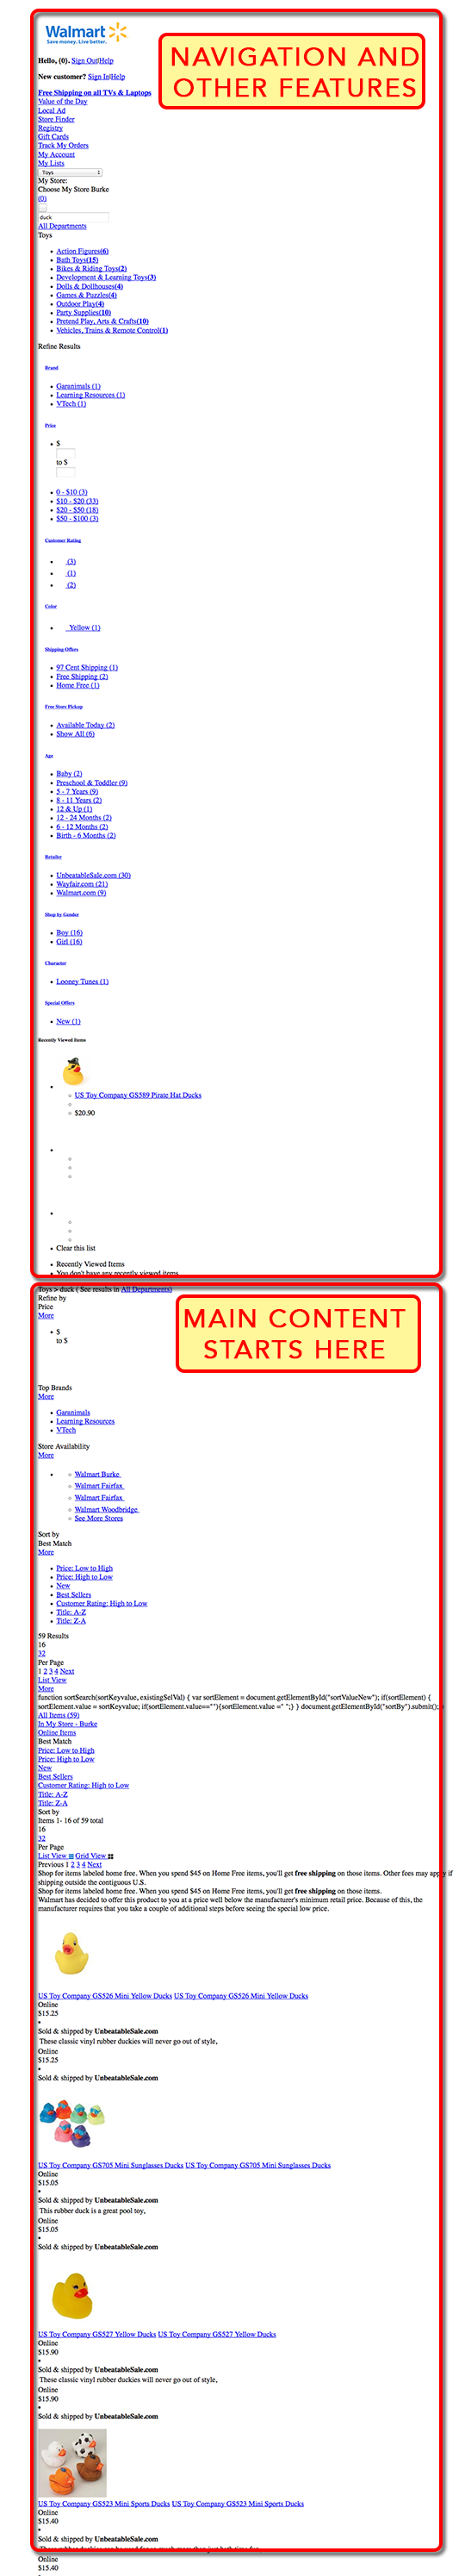 Walmart
Save money. Live better.
NAVIGATION AND
OTHER FEATURES
Hello, {0}. Sign Out|Help
New customer? Sign In|Help
Free Shipping on all TVs & Laptops
Value of the Day
Local Ad
Store Finder
Registry
Gift Cards
Track My Orders
My Account
My Lists
Toys
My Store:
Choose My Store Burke
(0)
duck
All Departments
Toys
Action Figures(6)
Bath Toys(15)
Bikes & Riding Toys(2)
Development & Learning Toys(3)
Dolls & Dollhouses(4)
Games & Puzzles(4)
Outdoor Play(4)
Party Supplies(10)
Pretend Play, Arts & Crafts(10)
Vehicles, Trains & Remote Control(1)
Refine Results
Brand
Garanimals (1)
Learning Resources (1)
VTech (1)
Price
$
to $
0 - $10 (3)
$10 - $20 (33)
$20 - $50 (18)
$50 - $100 (3)
Customer Rating
(3)
(1)
(2)
Color
Yellow (1)
Shipping Offers
97 Cent Shipping (1)
Free Shipping (2)
Home Free (1)
Free Store Pickup
Available Today (2)
Show All (6)
Age
Baby (2)
Preschool & Toddler (9)
5 - 7 Years (9)
8 - 11 Years (2)
12 & Up (1)
12 - 24 Months (2)
6 - 12 Months (2)
Birth - 6 Months (2)
Retailer
UnbeatableSale.com (30)
Wayfair.com (21)
Walmart.com (9)
Shop by Gender
Boy (16)
Girl (16)
Character
Looney Tunes (1)
Special Offers
New (1)
Recently Viewed Items
US Toy Company GS589 Pirate Hat Ducks
$20.90
Clear this list
Recently Viewed Items
You don't have any recently viewed items
Toys > duck ( See results in All Departments)
MAIN CONTENT
STARTS HERE
Refine by
Price
More
$
to $
Top Brands
More
Garanimals
Learning Resources
VTech
Store Availability
More
Walmart Burke
Walmart Fairfax
Walmart Fairfax
Walmart Woodbridge
See More Stores
Sort by
Best Match
More
Price: Low to High
Price: High to Low
New
Best Sellers
Customer Rating: High to Low
Title: A-Z
Title: Z-A
59 Results
16
32
Per Page
1 2 3 4 Next
List View
More
function sortSearch(sortKeyvalue, existingSelVal) { var sortElement = document.getElementById("sortValueNew"); if(sortElement) {
sortElement.value = sortKeyvalue; if(sortElement.value==""){sortElement.value =" ";} } document.getElementById("sortBy").submit();
All Items (59)
In My Store - Burke
Online Items
Best Match
Price: Low to High
Price: High to Low
New
Best Sellers
Customer Rating: High to Low
Title: A-Z
Title: Z-A
Sort by
Items 1- 16 of 59 total
16
32
Per Page
List View Grid View
Previous 1 2 3 4 Next
Shop for items labeled home free. When you spend $45 on Home Free items, you'll get free shipping on those items. Other fees may apply if
shipping outside the contiguous U.S.
Shop for items labeled home free. When you spend $45 on Home Free items, you'll get free shipping on those items.
Walmart has decided to offer this product to you at a price well below the manufacturer's minimum retail price. Because of this, the
manufacturer requires that you take a couple of additional steps before seeing the special low price.
US Toy Company GS526 Mini Yellow Ducks US Toy Company GS526 Mini Yellow Ducks
Online
$15.25
Sold & shipped by UnbeatableSale.com
These classic vinyl rubber duckies will never go out of style,
Online
$15.25
Sold & shipped by UnbeatableSale.com
US Toy Company GS705 Mini Sunglasses Ducks US Toy Company GS705 Mini Sunglasses Ducks
Online
$15.05
Sold & shipped by UnbeatableSale.com
This rubber duck is a great pool toy,
Online
$15.05
Sold & shipped by UnbeatableSale.com
US Toy Company GS527 Yellow Ducks US Toy Company GS527 Yellow Ducks
Online
$15.90
Sold & shipped by UnbeatableSale.com
These classic vinyl rubber duckies will never go out of style,
Online
$15.90
Sold & shipped by UnbeatableSale.com
US Toy Company GS523 Mini Sports Ducks US Toy Company GS523 Mini Sports Ducks
Online
$15.40
Sold & shipped by UnbeatableSale.com
Online
$15.40